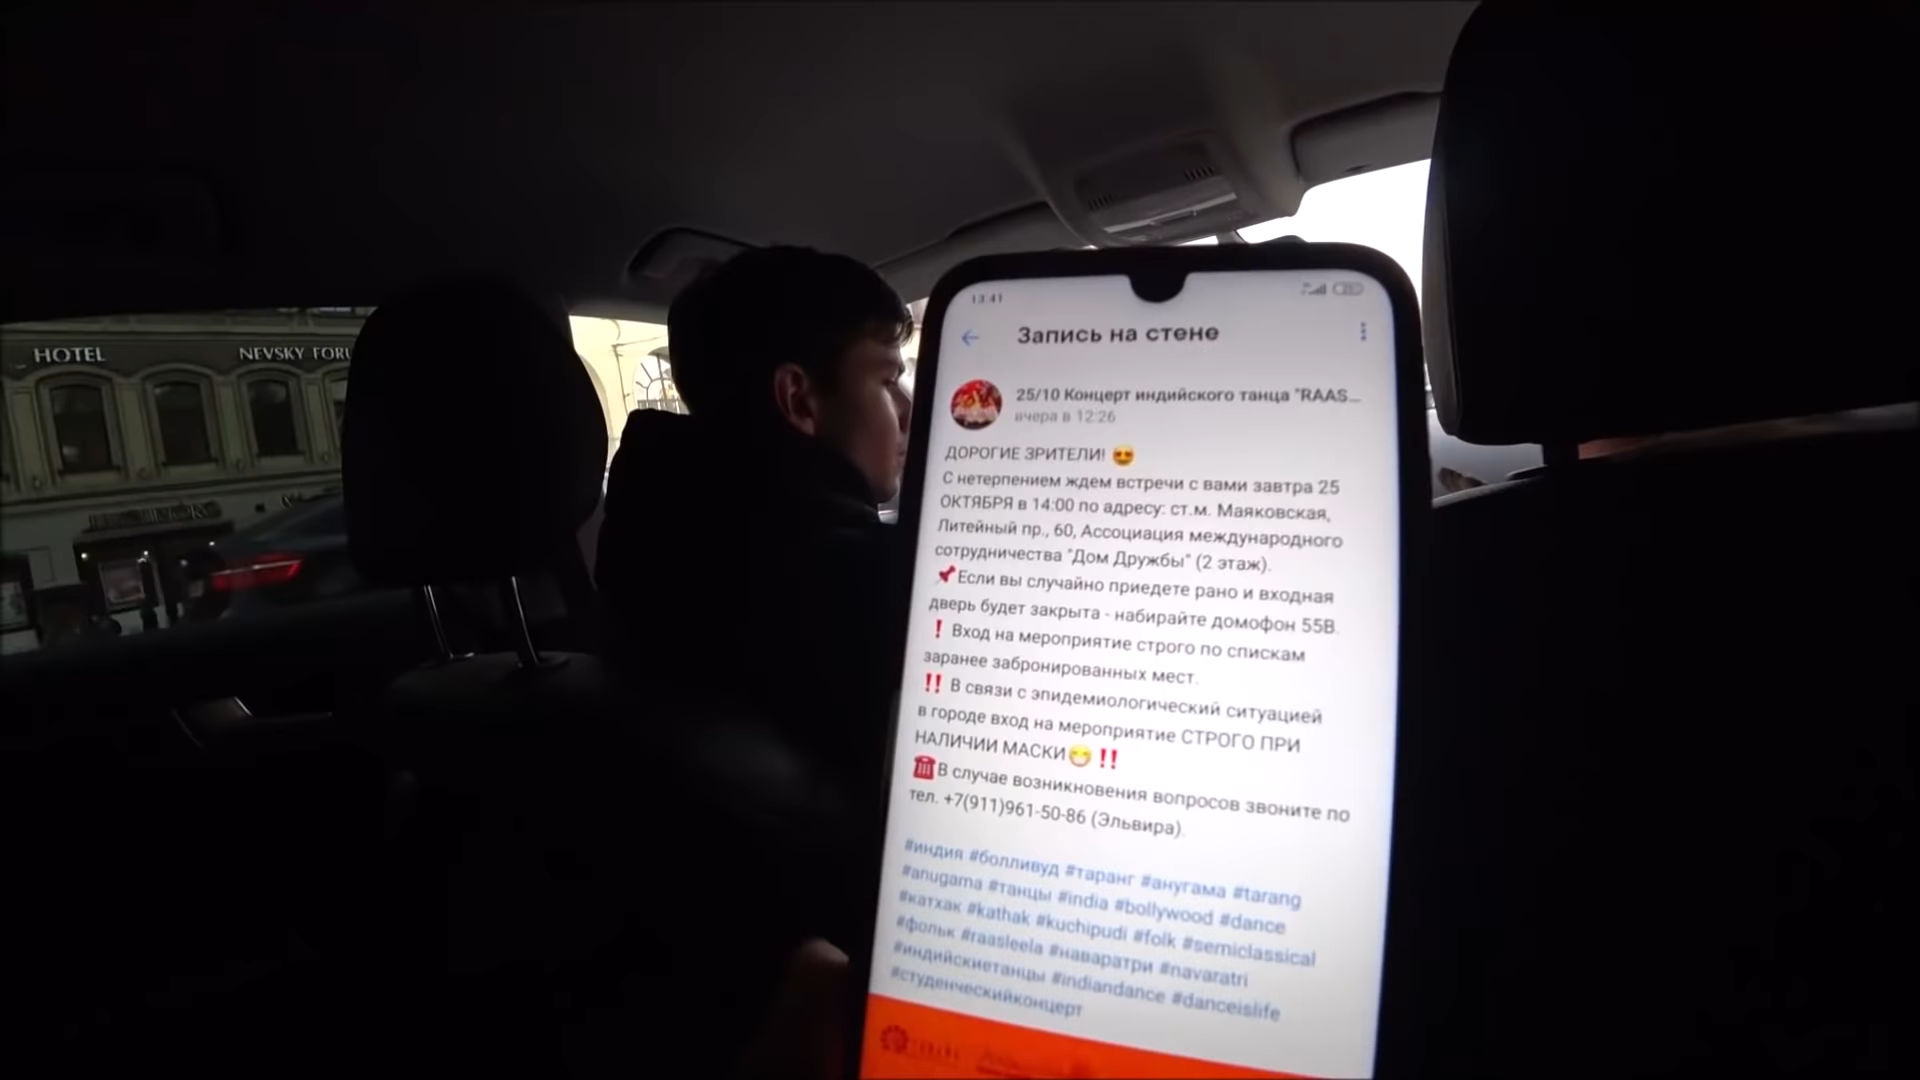 HOTEL
NEVSKY FORU
13:41
Запись на стене
25/10 Концерт индийского танца "RAAS...
вчера в 12:26
ДОРОГИЕ ЗРИТЕЛИ! 😍
С нетерпением ждем встречи с вами завтра 25
ОКТЯБРЯ в 14:00 по адресу: ст.м. Маяковская,
Литейный пр., 60, Ассоциация международного
сотрудничества "Дом Дружбы" (2 этаж).
📌Если вы случайно приедете рано и входная
дверь будет закрыта - набирайте домофон 55В.
❗ Вход на мероприятие строго по спискам
заранее забронированных мест.
‼ В связи с эпидемиологический ситуацией
в городе вход на мероприятие СТРОГО ПРИ
НАЛИЧИИ МАСКИ😷 ‼
☎В случае возникновения вопросов звоните по
тел. +7(911)961-50-86 (Эльвира).
#индия #болливуд #таранг #анугама #tarang
#anugama #танцы #india #bollywood #dance
#катхак #kathak #kuchipudi #folk #semiclassical
#фольк #raasleela #наваратри #navaratri
#индийскиетанцы #indiandance #danceislife
#студенческийконцерт